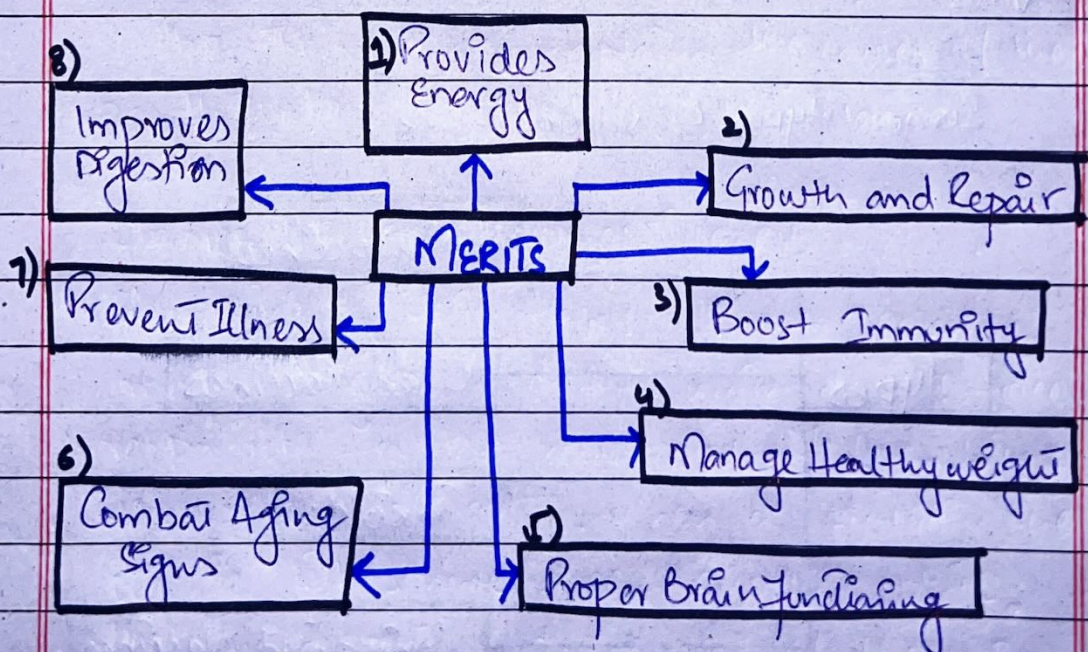 1) Provides
Energy
2)
Growth and Repair
3) Boost Immunity
4)
Manage Healthy weight
5)
Proper Brain functioning
6)
Combat Aging
Signs
7) Prevent Illness
8)
Improves
Digestion
MERITS